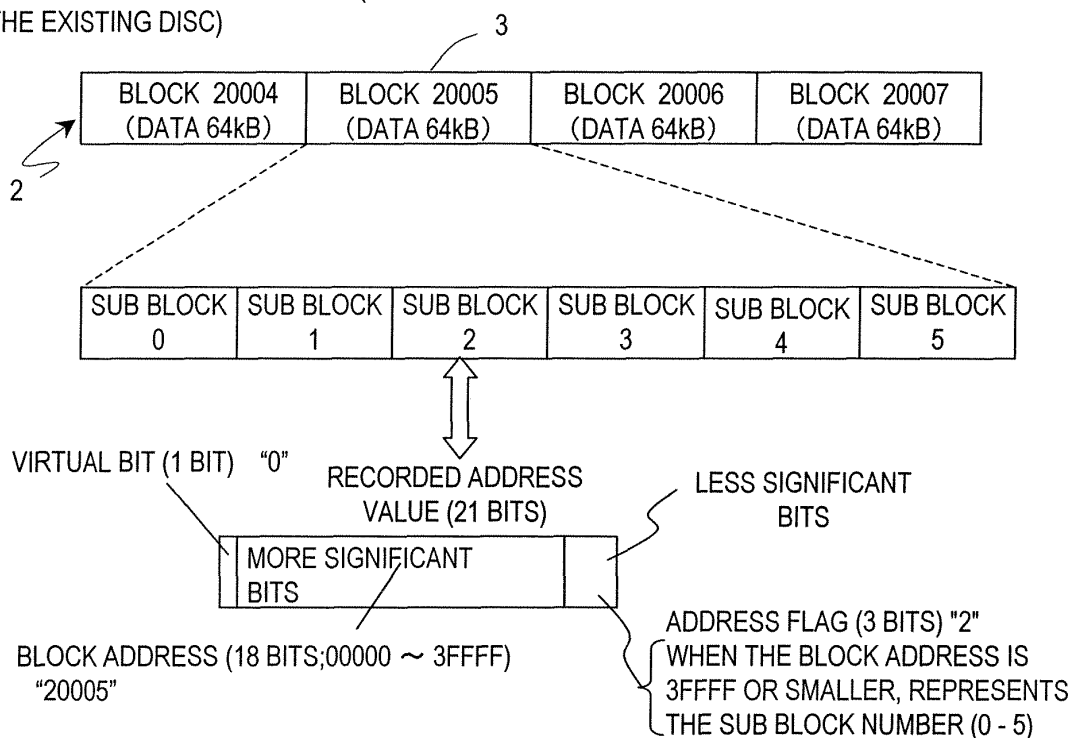 THE EXISTING DISC)
3
BLOCK 20004
(DATA 64kB)
BLOCK 20005
(DATA 64kB)
BLOCK 20006
(DATA 64kB)
BLOCK 20007
(DATA 64kB)
2
SUB BLOCK
0
SUB BLOCK
1
SUB BLOCK
2
SUB BLOCK
3
SUB BLOCK
4
SUB BLOCK
5
VIRTUAL BIT (1 BIT) “0”
RECORDED ADDRESS
VALUE (21 BITS)
LESS SIGNIFICANT
BITS
MORE SIGNIFICANT
BITS
BLOCK ADDRESS (18 BITS;00000 ～ 3FFFF)
“20005”
ADDRESS FLAG (3 BITS) "2"
WHEN THE BLOCK ADDRESS IS
3FFFF OR SMALLER, REPRESENTS
THE SUB BLOCK NUMBER (0 - 5)